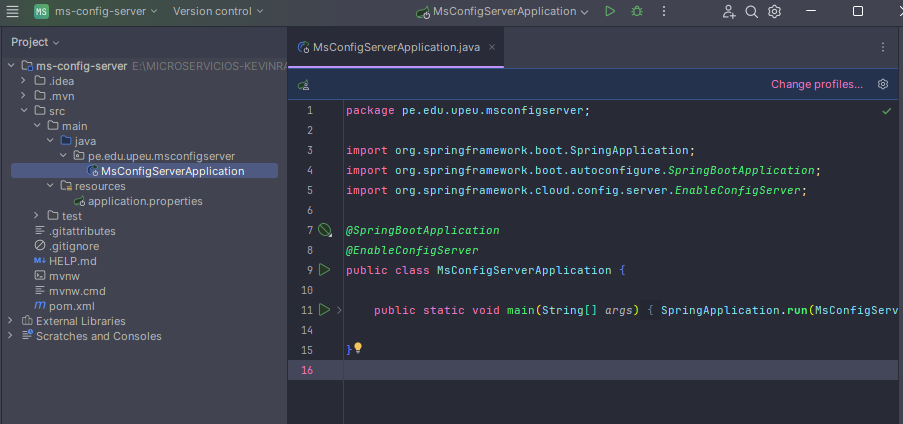 MS ms-config-server Version control MsConfigServerApplication
Project
MsConfigServerApplication.java
ms-config-server E:\MICROSERVICIOS-KEVINRA
.idea
.mvn
src
main
java
pe.edu.upeu.msconfigserver
MsConfigServerApplication
resources
application.properties
test
.gitattributes
.gitignore
HELP.md
mvnw
mvnw.cmd
pom.xml
External Libraries
Scratches and Consoles
Change profiles...
1 package pe.edu.upeu.msconfigserver;
2
3 import org.springframework.boot.SpringApplication;
4 import org.springframework.boot.autoconfigure.SpringBootApplication;
5 import org.springframework.cloud.config.server.EnableConfigServer;
6
7 @SpringBootApplication
8 @EnableConfigServer
9 public class MsConfigServerApplication {
10
11 public static void main(String[] args) { SpringApplication.run(MsConfigServ
14
15 }
16